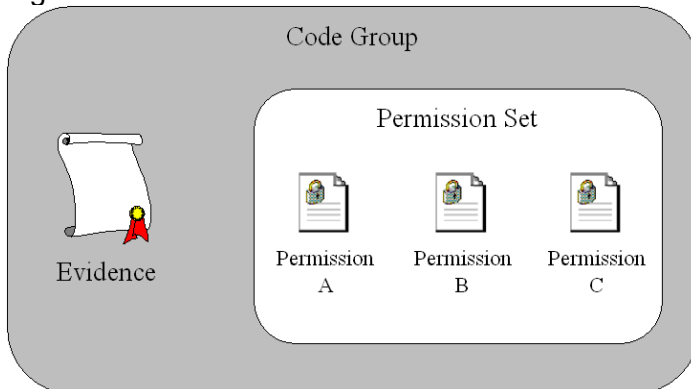 Code Group
Permission Set
Evidence
Permission
A
Permission
B
Permission
C